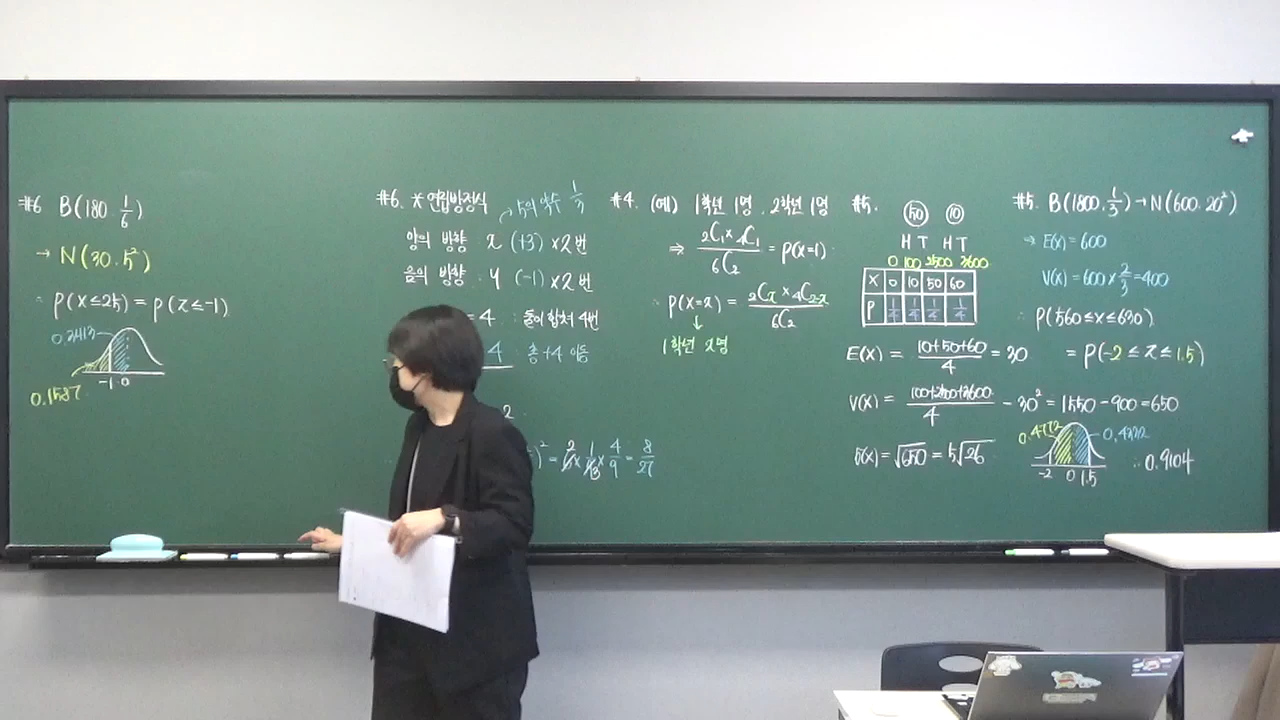 #6 B(180 1/6)
→ N(30.5²)
∴ P(X≤25) = P(Z≤-1)
0.3413
-1 0
0.1587
#6. * 연립방정식
5의 약수 1/3
양의 방향 x (+3) ×2번
음의 방향 y (-1) ×2번
=4 : 둘이 합쳐 4번
4 : 총 +4 이동
2
)² = 6× 1/3 × 4/9 = 8/27
#4. (예) 1학년 1명, 2학년 1명
⇒ ₂C₁×₄C₁/₆C₂ = P(X=1)
∴ P(X=x) = ₂Cx × ₄C₂₋x/₆C₂
↓
1학년 x명
50 10
H T H T
0 100 2500 3600
X 0 10 50 60
P 1/4 1/4 1/4 1/4
E(X) = 10+50+60/4 = 30
V(X) = 100+2500+3600/4 - 30² = 1550-900=650
σ(X) = √650 = 5√26
#5. B(1800.1/3)→N(600.20²)
⇒ E(X) = 600
V(X) = 600 × 2/3 =400
∴ P(560≤X≤630)
= P(-2 ≤ Z ≤ 1.5)
0.4772
0.4332
-2 0 1.5
∴ 0.9104